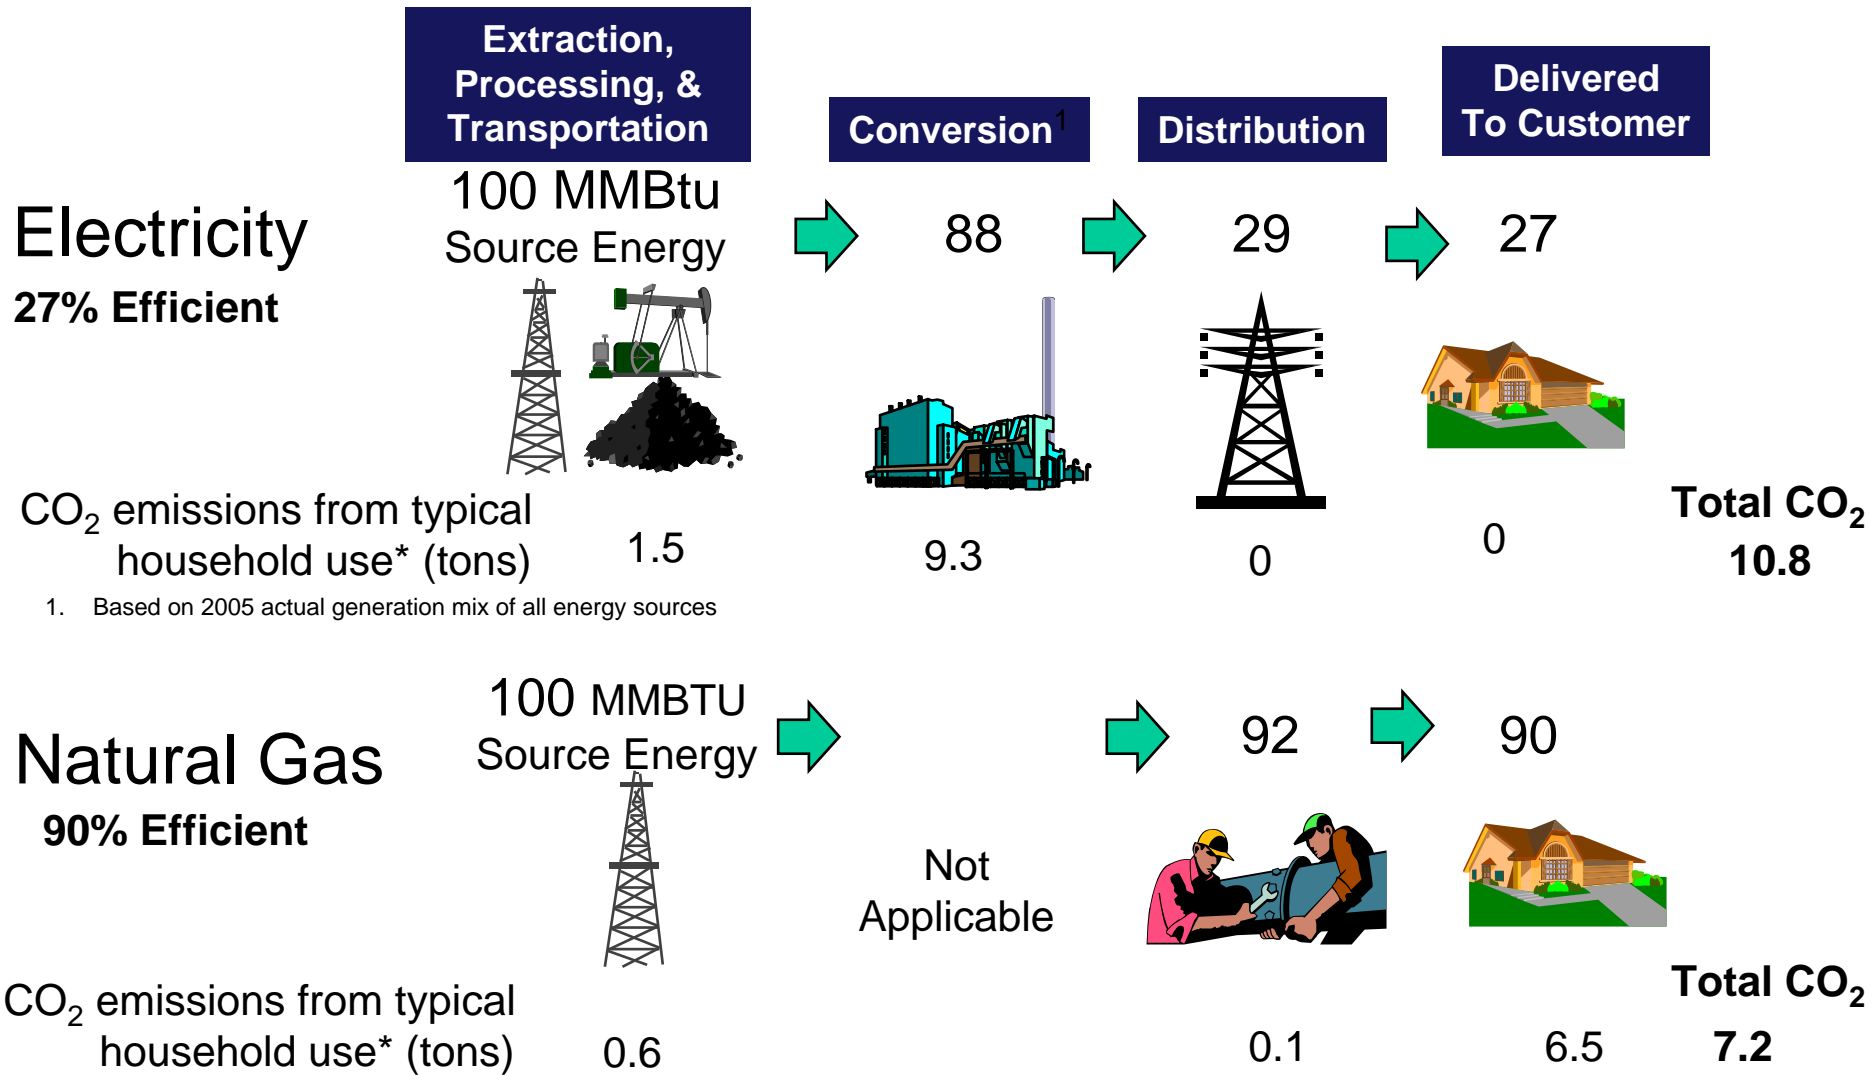 Extraction,
Processing, &
Transportation
Conversion1
Distribution
Delivered
To Customer
Electricity
27% Efficient
100 MMBtu
Source Energy
88
29
27
CO2 emissions from typical
household use* (tons)
1.5
9.3
0
0
Total CO2
10.8
1. Based on 2005 actual generation mix of all energy sources
Natural Gas
90% Efficient
100 MMBTU
Source Energy
Not
Applicable
92
90
CO2 emissions from typical
household use* (tons)
0.6
0.1
6.5
Total CO2
7.2